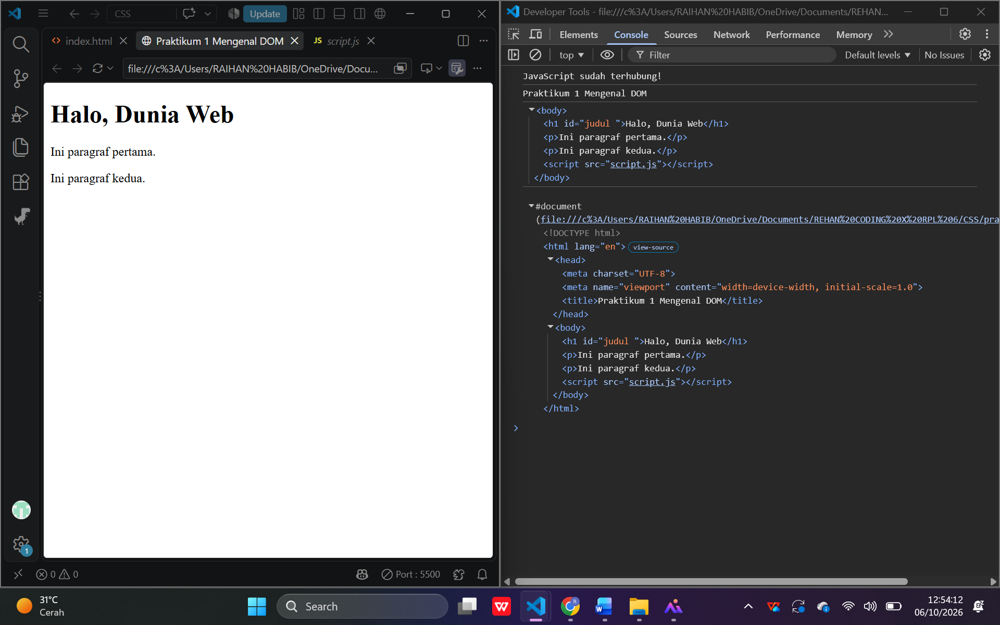 CSS
Update
index.html
Praktikum 1 Mengenal DOM
JS script.js
file:///c%3A/Users/RAIHAN%20HABIB/OneDrive/Docu...
Halo, Dunia Web
Ini paragraf pertama.
Ini paragraf kedua.
1
0 0
Port : 5500
Developer Tools - file:///c%3A/Users/RAIHAN%20HABIB/OneDrive/Documents/REHAN...
Elements Console Sources Network Performance Memory
top Filter Default levels No Issues
JavaScript sudah terhubung!
Praktikum 1 Mengenal DOM
<body>
<h1 id="judul ">Halo, Dunia Web</h1>
<p>Ini paragraf pertama.</p>
<p>Ini paragraf kedua.</p>
<script src="script.js"></script>
</body>
#document
(file:///c%3A/Users/RAIHAN%20HABIB/OneDrive/Documents/REHAN%20CODING%20X%20RPL%206/CSS/pra
<!DOCTYPE html>
<html lang="en"> view-source
<head>
<meta charset="UTF-8">
<meta name="viewport" content="width=device-width, initial-scale=1.0">
<title>Praktikum 1 Mengenal DOM</title>
</head>
<body>
<h1 id="judul ">Halo, Dunia Web</h1>
<p>Ini paragraf pertama.</p>
<p>Ini paragraf kedua.</p>
<script src="script.js"></script>
</body>
</html>
31°C
Cerah
Search
12:54:12
06/10/2026